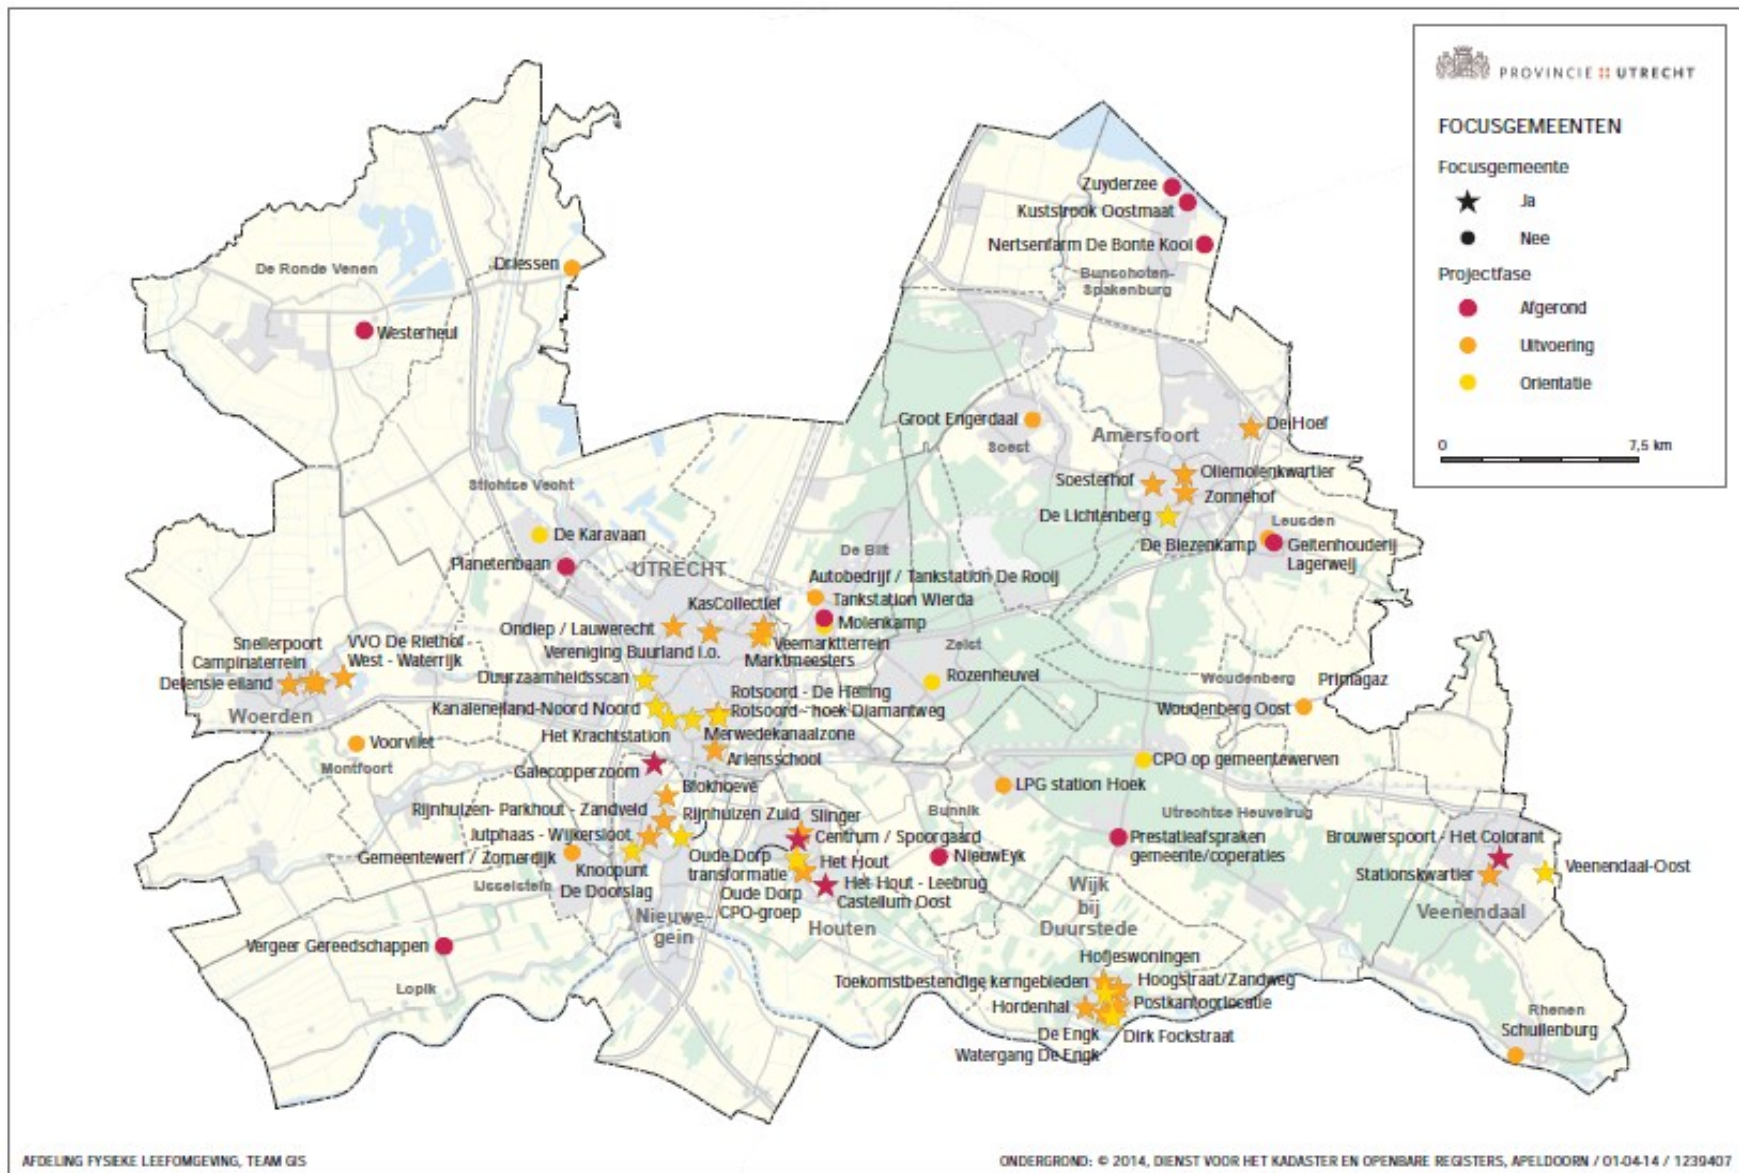 PROVINCIE UTRECHT
FOCUSGEMEENTEN
Focusgemeente
Ja
Nee
Projectfase
Afgerond
Uitvoering
Orientatie
0 7,5 km
Zuyderzee
Kuststrook Oostmaat
Nertsenfarm De Bonte Kooi
Bunschoten-
Spakenburg
Driessen
De Ronde Venen
Westerheul
Groot Engerdaal
Soest
Amersfoort
De Hoef
Oliemolenkwartier
Soesterhof
Zonnehof
De Lichtenberg
Leusden
De Biezenkamp
Geitenhouderij
Lagerweij
Stichtse Vecht
De Karavaan
Planetenbaan
UTRECHT
De Bilt
Autobedrijf / Tankstation De Rooij
Tankstation Wierda
Molenkamp
KasCollectief
Ondiep / Lauwerecht
Veemarktterrein
Vereniging Buurland i.o.
Marktmeesters
Zeist
Rozenheuvel
Snellerpoort
VVO De Riethof
West - Waterrijk
Campinaterrein
Defensie eiland
Woerden
Duurzaamheidsscan
Rotsoord - De Heling
Kanaleneiland-Noord Noord
Rotsoord - hoek Diamantweg
Het Krachtstation
Merwedekanaalzone
Ariensschool
Woudenberg
Primagaz
Woudenberg Oost
Voorvliet
Montfoort
Galecopperzoom
CPO op gemeentewerven
LPG station Hoek
Blokhoeve
Bunnik
Utrechtse Heuvelrug
Rijnhuizen- Parkhout - Zandveld
Rijnhuizen Zuid
Slinger
Jutphaas - Wijkersloot
Centrum / Spoorgaard
Prestatieafspraken
gemeente/coperaties
Brouwerspoort - Het Colorant
Gemeentewerf / Zomerdijk
Oude Dorp
transformatie
Het Hout
NieuwEyk
Veenendaal-Oost
Knooppunt
De Doorslag
Stationskwartier
IJsselstein
Oude Dorp
CPO-groep
Het Hout - Leebrug
Castellum Oost
Wijk
bij
Duurstede
Veenendaal
Nieuwe-
gein
Houten
Vergeer Gereedschappen
Lopik
Hofjeswoningen
Toekomstbestendige kerngebieden
Hoogstraat/Zandweg
Hordenhal
Postkantoorlocatie
De Engk
Dirk Fockstraat
Watergang De Engk
Rhenen
Schuilenburg
AFDELING FYSIEKE LEEFOMGEVING, TEAM GIS
ONDERGROND: © 2014, DIENST VOOR HET KADASTER EN OPENBARE REGISTERS, APELDOORN / 01-04-14 / 1239407